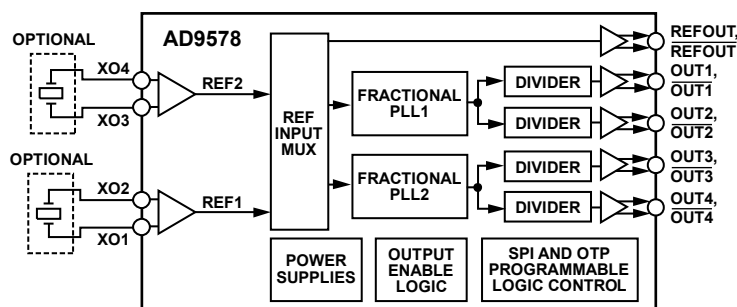 OPTIONAL
AD9578
REFOUT,
REFOUT
XO4
REF2
XO3
REF
INPUT
MUX
FRACTIONAL
PLL1
DIVIDER
OUT1,
OUT1
DIVIDER
OUT2,
OUT2
OPTIONAL
XO2
REF1
XO1
FRACTIONAL
PLL2
DIVIDER
OUT3,
OUT3
DIVIDER
OUT4,
OUT4
POWER
SUPPLIES
OUTPUT
ENABLE
LOGIC
SPI AND OTP
PROGRAMMABLE
LOGIC CONTROL